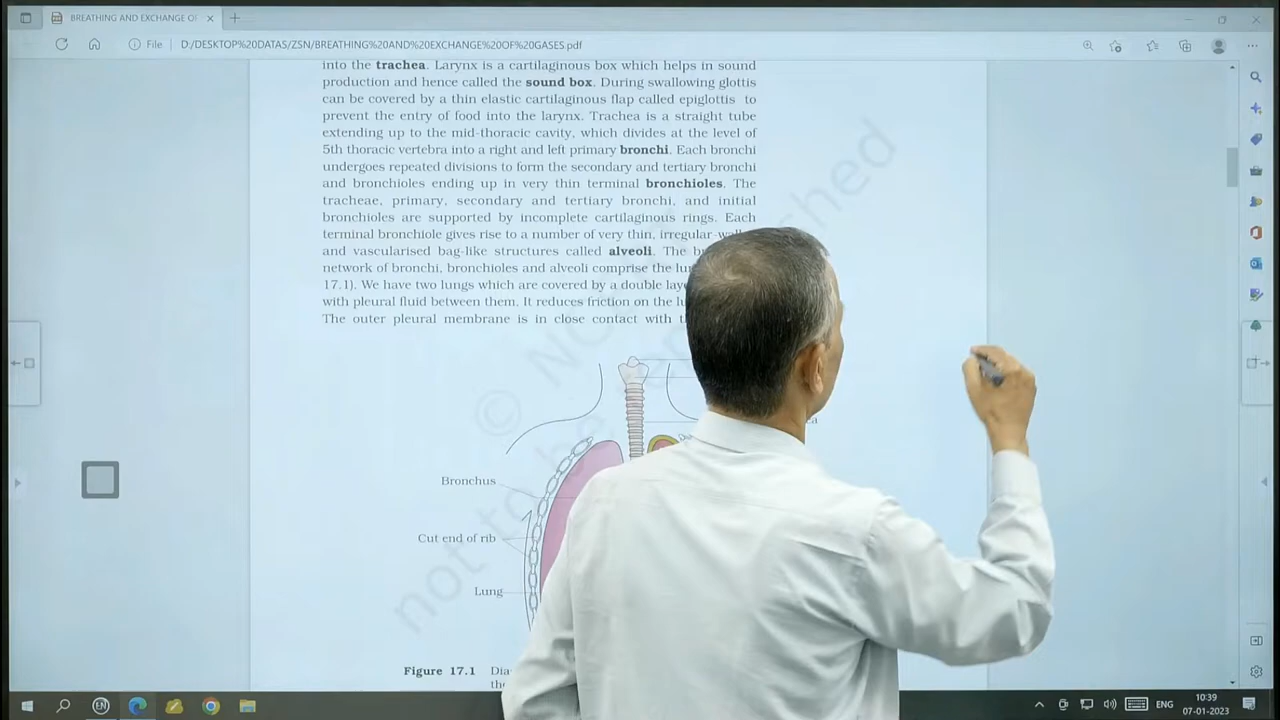 BREATHING AND EXCHANGE OF
File D:/DESKTOP%20DATAS/ZSN/BREATHING%20AND%20EXCHANGE%20OF%20GASES.pdf
into the trachea. Larynx is a cartilaginous box which helps in sound
production and hence called the sound box. During swallowing glottis
can be covered by a thin elastic cartilaginous flap called epiglottis to
prevent the entry of food into the larynx. Trachea is a straight tube
extending up to the mid-thoracic cavity, which divides at the level of
5th thoracic vertebra into a right and left primary bronchi. Each bronchi
undergoes repeated divisions to form the secondary and tertiary bronchi
and bronchioles ending up in very thin terminal bronchioles. The
tracheae, primary, secondary and tertiary bronchi, and initial
bronchioles are supported by incomplete cartilaginous rings. Each
terminal bronchiole gives rise to a number of very thin, irregular-
and vascularised bag-like structures called alveoli. The
network of bronchi, bronchioles and alveoli comprise the
17.1). We have two lungs which are covered by a double
with pleural fluid between them. It reduces friction on the
The outer pleural membrane is in close contact with
Bronchus
Cut end of rib
Lung
Figure 17.1
not to be
ENG
10:39
07-01-2023